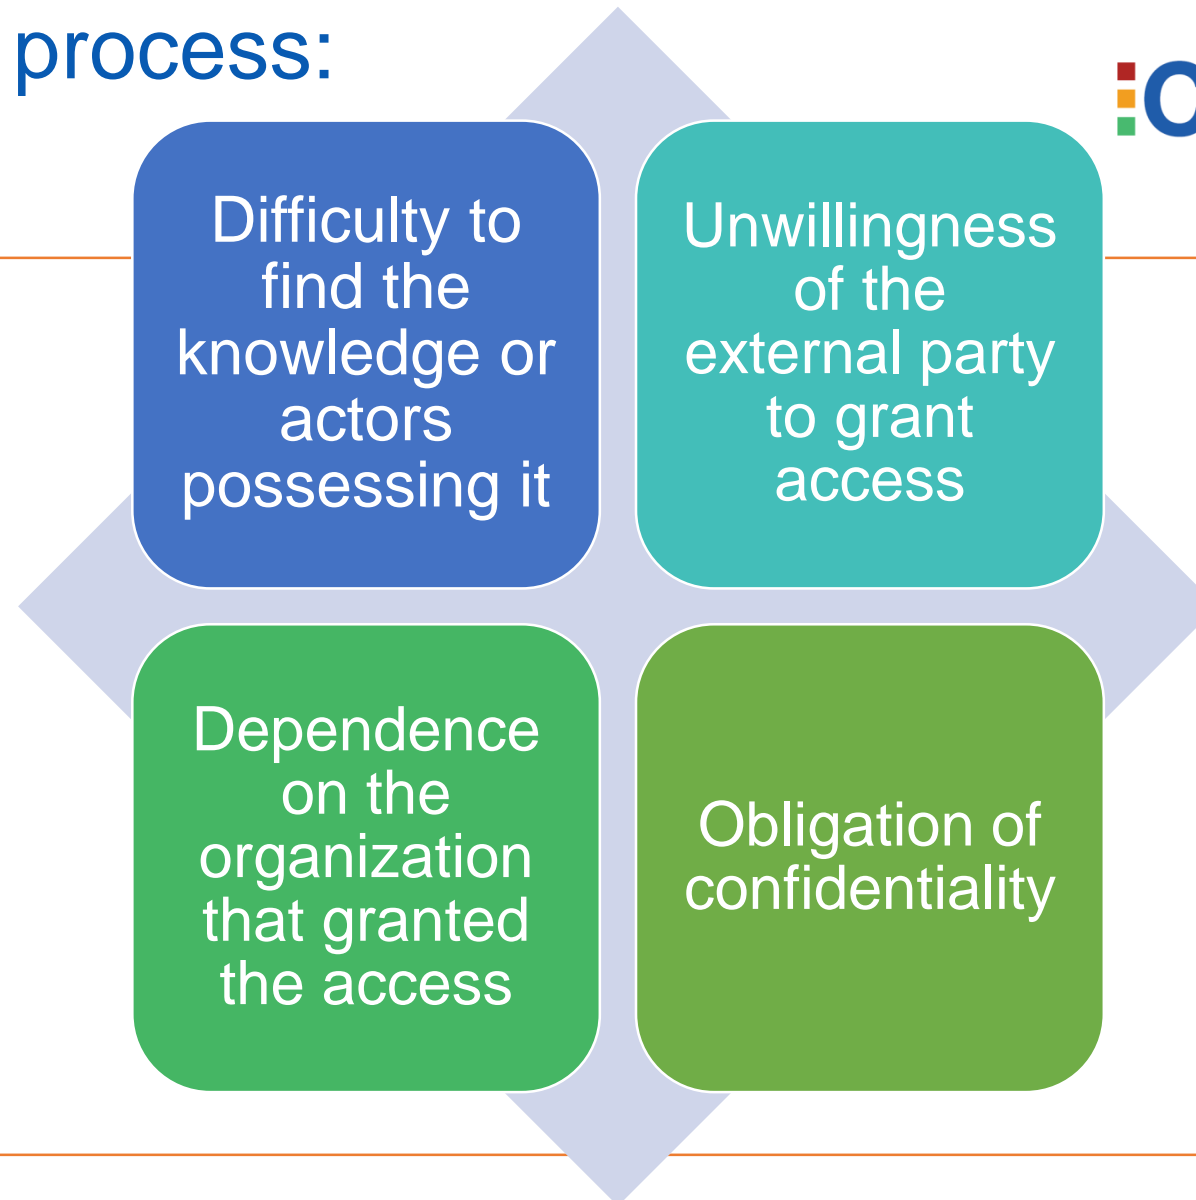 process:
Difficulty to
find the
knowledge or
actors
possessing it
Unwillingness
of the
external party
to grant
access
Dependence
on the
organization
that granted
the access
Obligation of
confidentiality